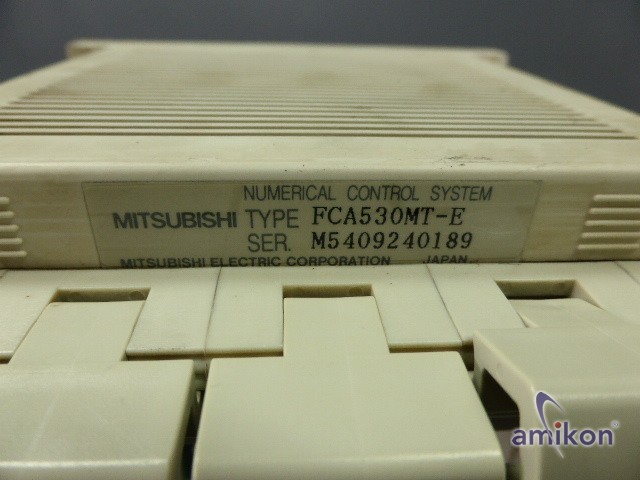 NUMERICAL CONTROL SYSTEM
MITSUBISHI TYPE FCA530MT-E
SER. M5409240189
MITSUBISHI ELECTRIC CORPORATION JAPAN
amikon